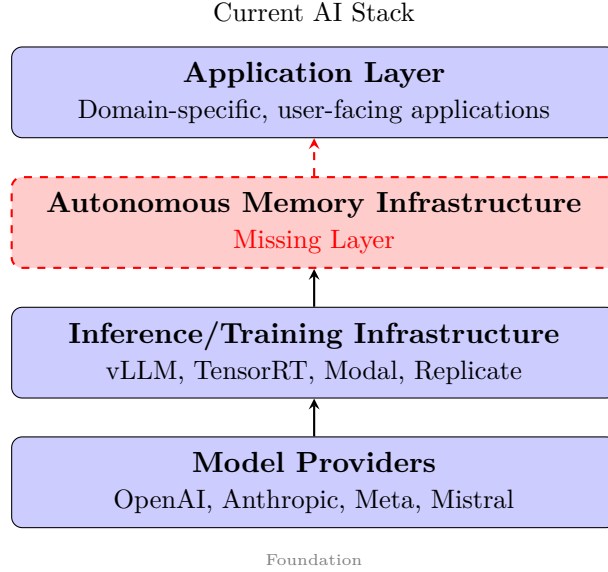 Current AI Stack
Application Layer
Domain-specific, user-facing applications
Autonomous Memory Infrastructure
Missing Layer
Inference/Training Infrastructure
vLLM, TensorRT, Modal, Replicate
Model Providers
OpenAI, Anthropic, Meta, Mistral
Foundation